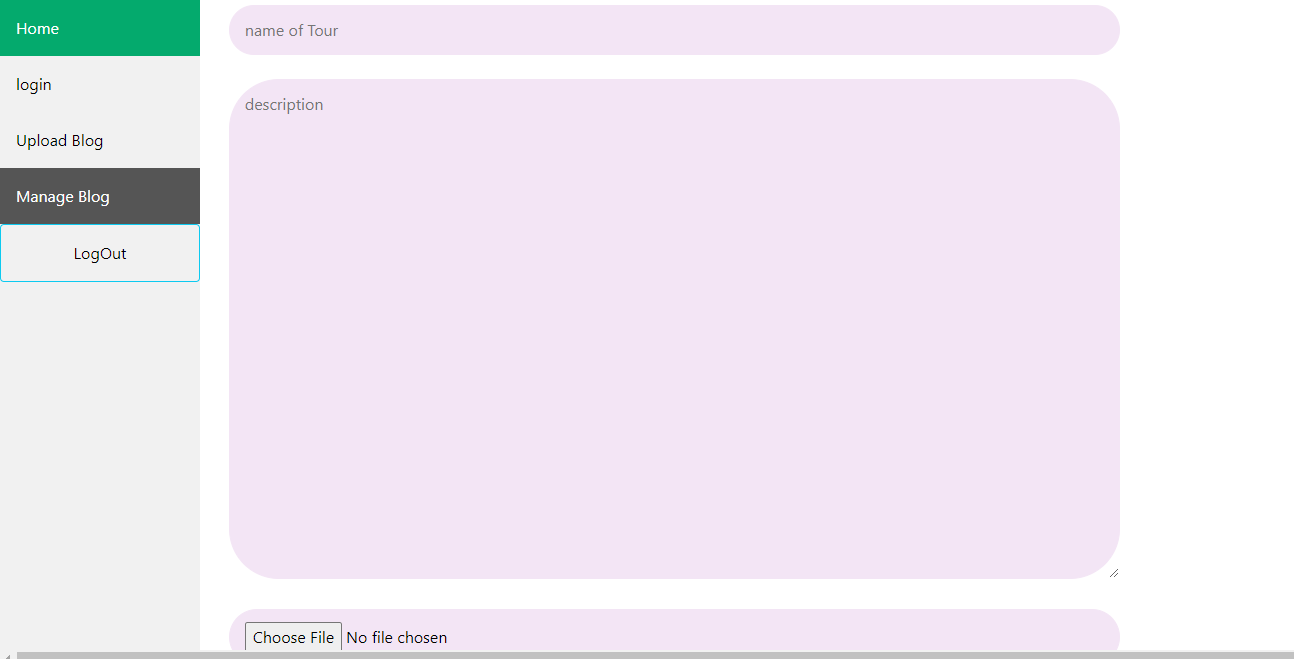 Home
login
Upload Blog
Manage Blog
LogOut
name of Tour
description
Choose File No file chosen